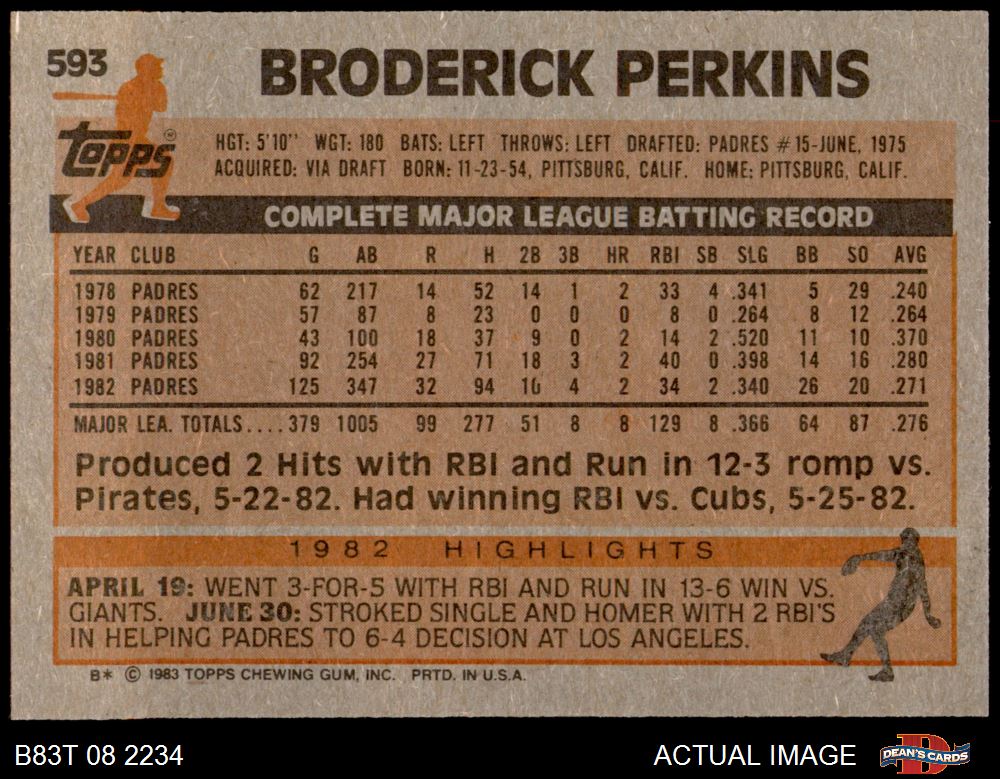 593
BRODERICK PERKINS
topps®
HGT: 5'10'' WGT: 180 BATS: LEFT THROWS: LEFT DRAFTED: PADRES #15-JUNE, 1975
ACQUIRED: VIA DRAFT BORN: 11-23-54, PITTSBURG, CALIF. HOME: PITTSBURG, CALIF.
COMPLETE MAJOR LEAGUE BATTING RECORD
YEAR CLUB G AB R H 2B 3B HR RBI SB SLG BB SO AVG
1978 PADRES 62 217 14 52 14 1 2 33 4 .341 5 29 .240
1979 PADRES 57 87 8 23 0 0 0 8 0 .264 8 12 .264
1980 PADRES 43 100 18 37 9 0 2 14 2 .520 11 10 .370
1981 PADRES 92 254 27 71 18 3 2 40 0 .398 14 16 .280
1982 PADRES 125 347 32 94 10 4 2 34 2 .340 26 20 .271
MAJOR LEA. TOTALS.... 379 1005 99 277 51 8 8 129 8 .366 64 87 .276
Produced 2 Hits with RBI and Run in 12-3 romp vs.
Pirates, 5-22-82. Had winning RBI vs. Cubs, 5-25-82.
1982 HIGHLIGHTS
APRIL 19: WENT 3-FOR-5 WITH RBI AND RUN IN 13-6 WIN VS.
GIANTS. JUNE 30: STROKED SINGLE AND HOMER WITH 2 RBI'S
IN HELPING PADRES TO 6-4 DECISION AT LOS ANGELES.
B* © 1983 TOPPS CHEWING GUM, INC. PRTD. IN U.S.A.
B83T 08 2234
ACTUAL IMAGE
DEAN'S CARDS